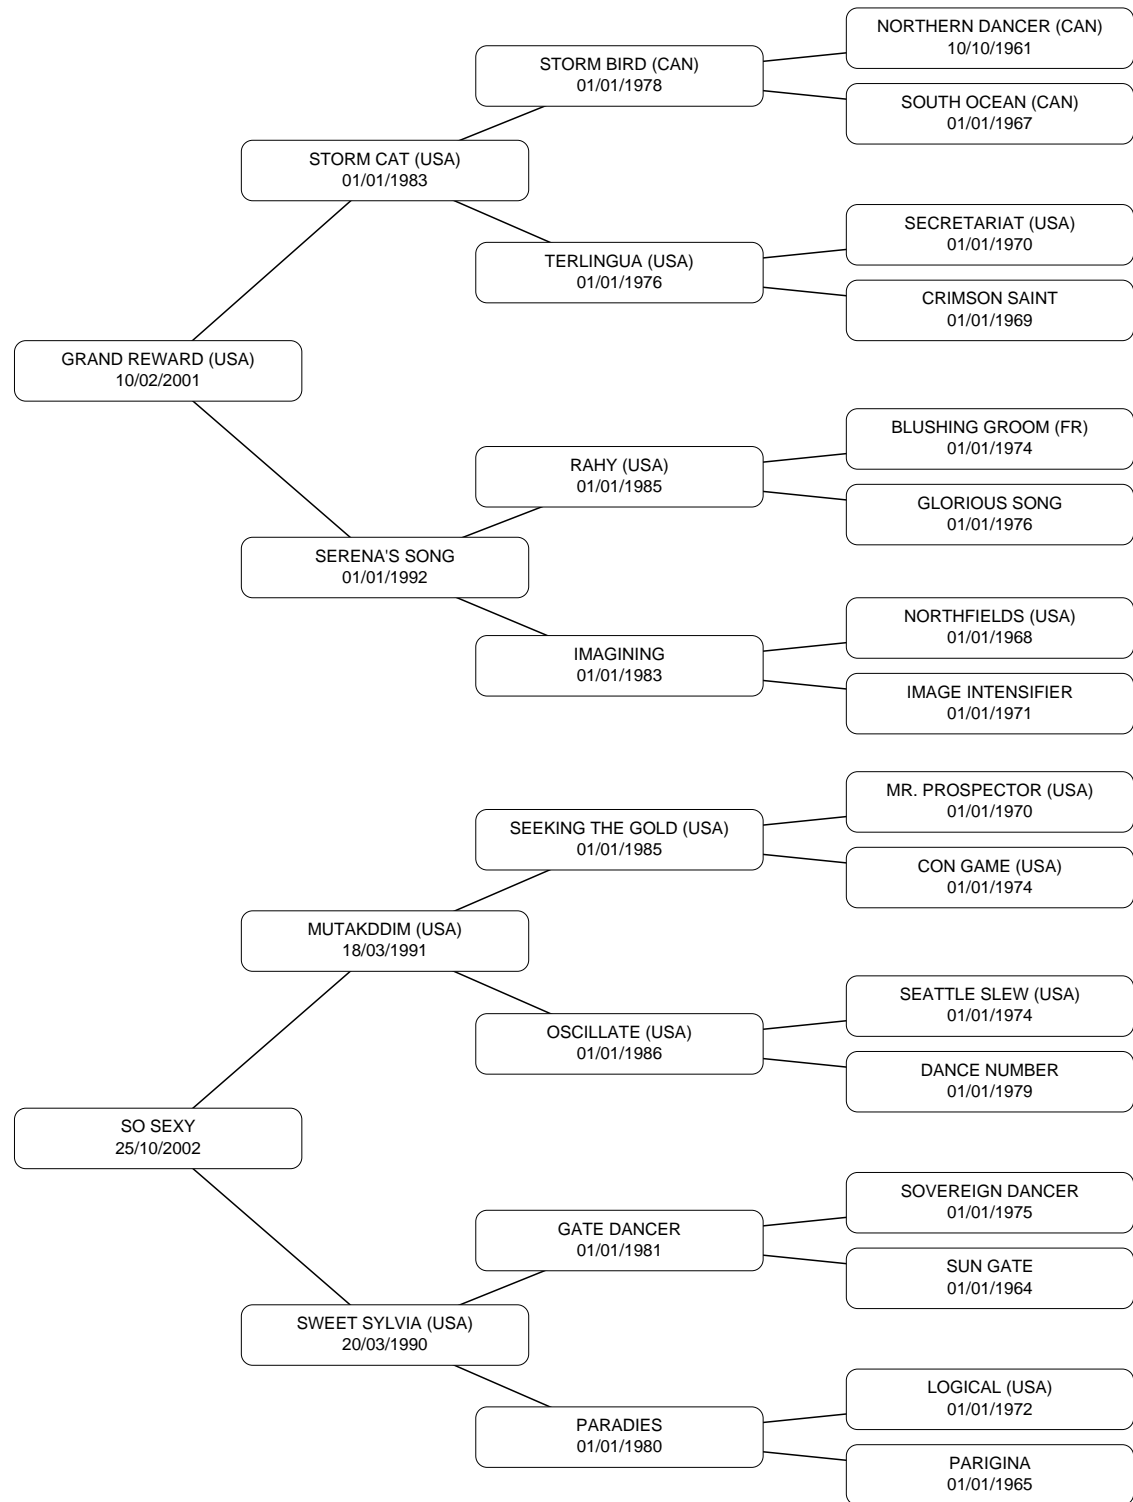 NORTHERN DANCER (CAN)
10/10/1961
STORM BIRD (CAN)
01/01/1978
SOUTH OCEAN (CAN)
01/01/1967
STORM CAT (USA)
01/01/1983
SECRETARIAT (USA)
01/01/1970
TERLINGUA (USA)
01/01/1976
CRIMSON SAINT
01/01/1969
GRAND REWARD (USA)
10/02/2001
BLUSHING GROOM (FR)
01/01/1974
RAHY (USA)
01/01/1985
GLORIOUS SONG
01/01/1976
SERENA'S SONG
01/01/1992
NORTHFIELDS (USA)
01/01/1968
IMAGINING
01/01/1983
IMAGE INTENSIFIER
01/01/1971
MR. PROSPECTOR (USA)
01/01/1970
SEEKING THE GOLD (USA)
01/01/1985
CON GAME (USA)
01/01/1974
MUTAKDDIM (USA)
18/03/1991
SEATTLE SLEW (USA)
01/01/1974
OSCILLATE (USA)
01/01/1986
DANCE NUMBER
01/01/1979
SO SEXY
25/10/2002
SOVEREIGN DANCER
01/01/1975
GATE DANCER
01/01/1981
SUN GATE
01/01/1964
SWEET SYLVIA (USA)
20/03/1990
LOGICAL (USA)
01/01/1972
PARADIES
01/01/1980
PARIGINA
01/01/1965